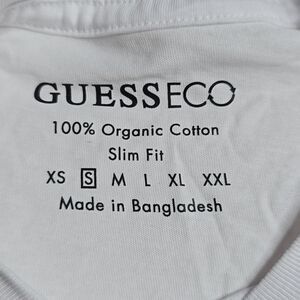 GUESSECO
100% Organic Cotton
Slim Fit
XS S M L XL XXL
Made in Bangladesh